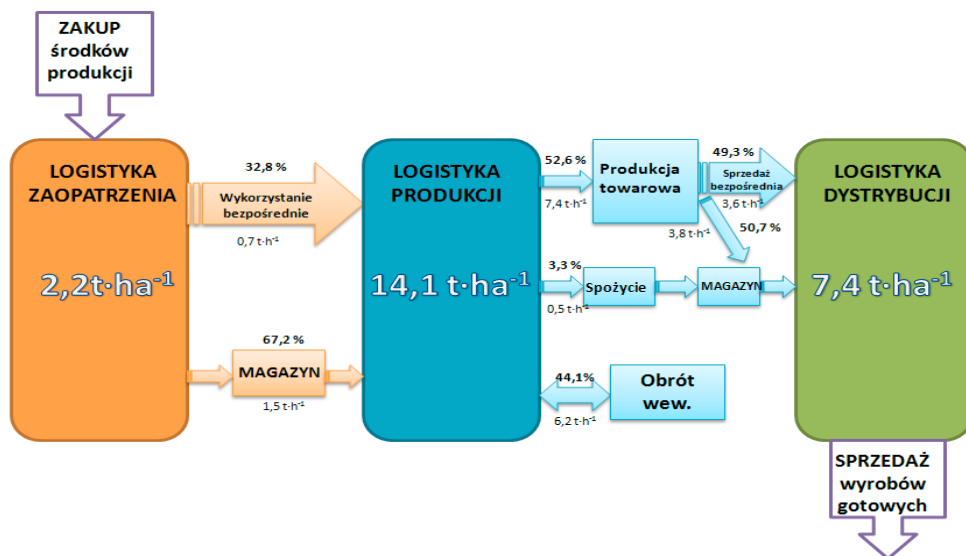 ZAKUP
środków
produkcji
LOGISTYKA
ZAOPATRZENIA
2,2t·ha⁻¹
32,8 %
Wykorzystanie
bezpośrednie
0,7 t·h⁻¹
67,2 %
MAGAZYN
1,5 t·h⁻¹
LOGISTYKA
PRODUKCJI
14,1 t·ha⁻¹
52,6 %
7,4 t·h⁻¹
Produkcja
towarowa
49,3 %
Sprzedaż
bezpośrednia
3,6 t·h⁻¹
3,8 t·h⁻¹
50,7 %
3,3 %
0,5 t·h⁻¹
Spożycie
MAGAZYN
44,1%
6,2 t·h⁻¹
Obrót
wew.
LOGISTYKA
DYSTRYBUCJI
7,4 t·ha⁻¹
SPRZEDAŻ
wyrobów
gotowych